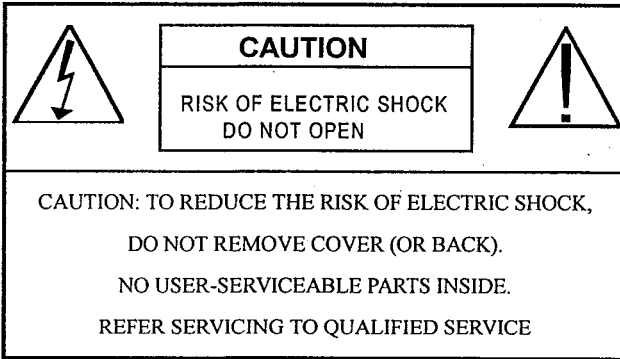 CAUTION
RISK OF ELECTRIC SHOCK
DO NOT OPEN
CAUTION: TO REDUCE THE RISK OF ELECTRIC SHOCK,
DO NOT REMOVE COVER (OR BACK).
NO USER-SERVICEABLE PARTS INSIDE.
REFER SERVICING TO QUALIFIED SERVICE